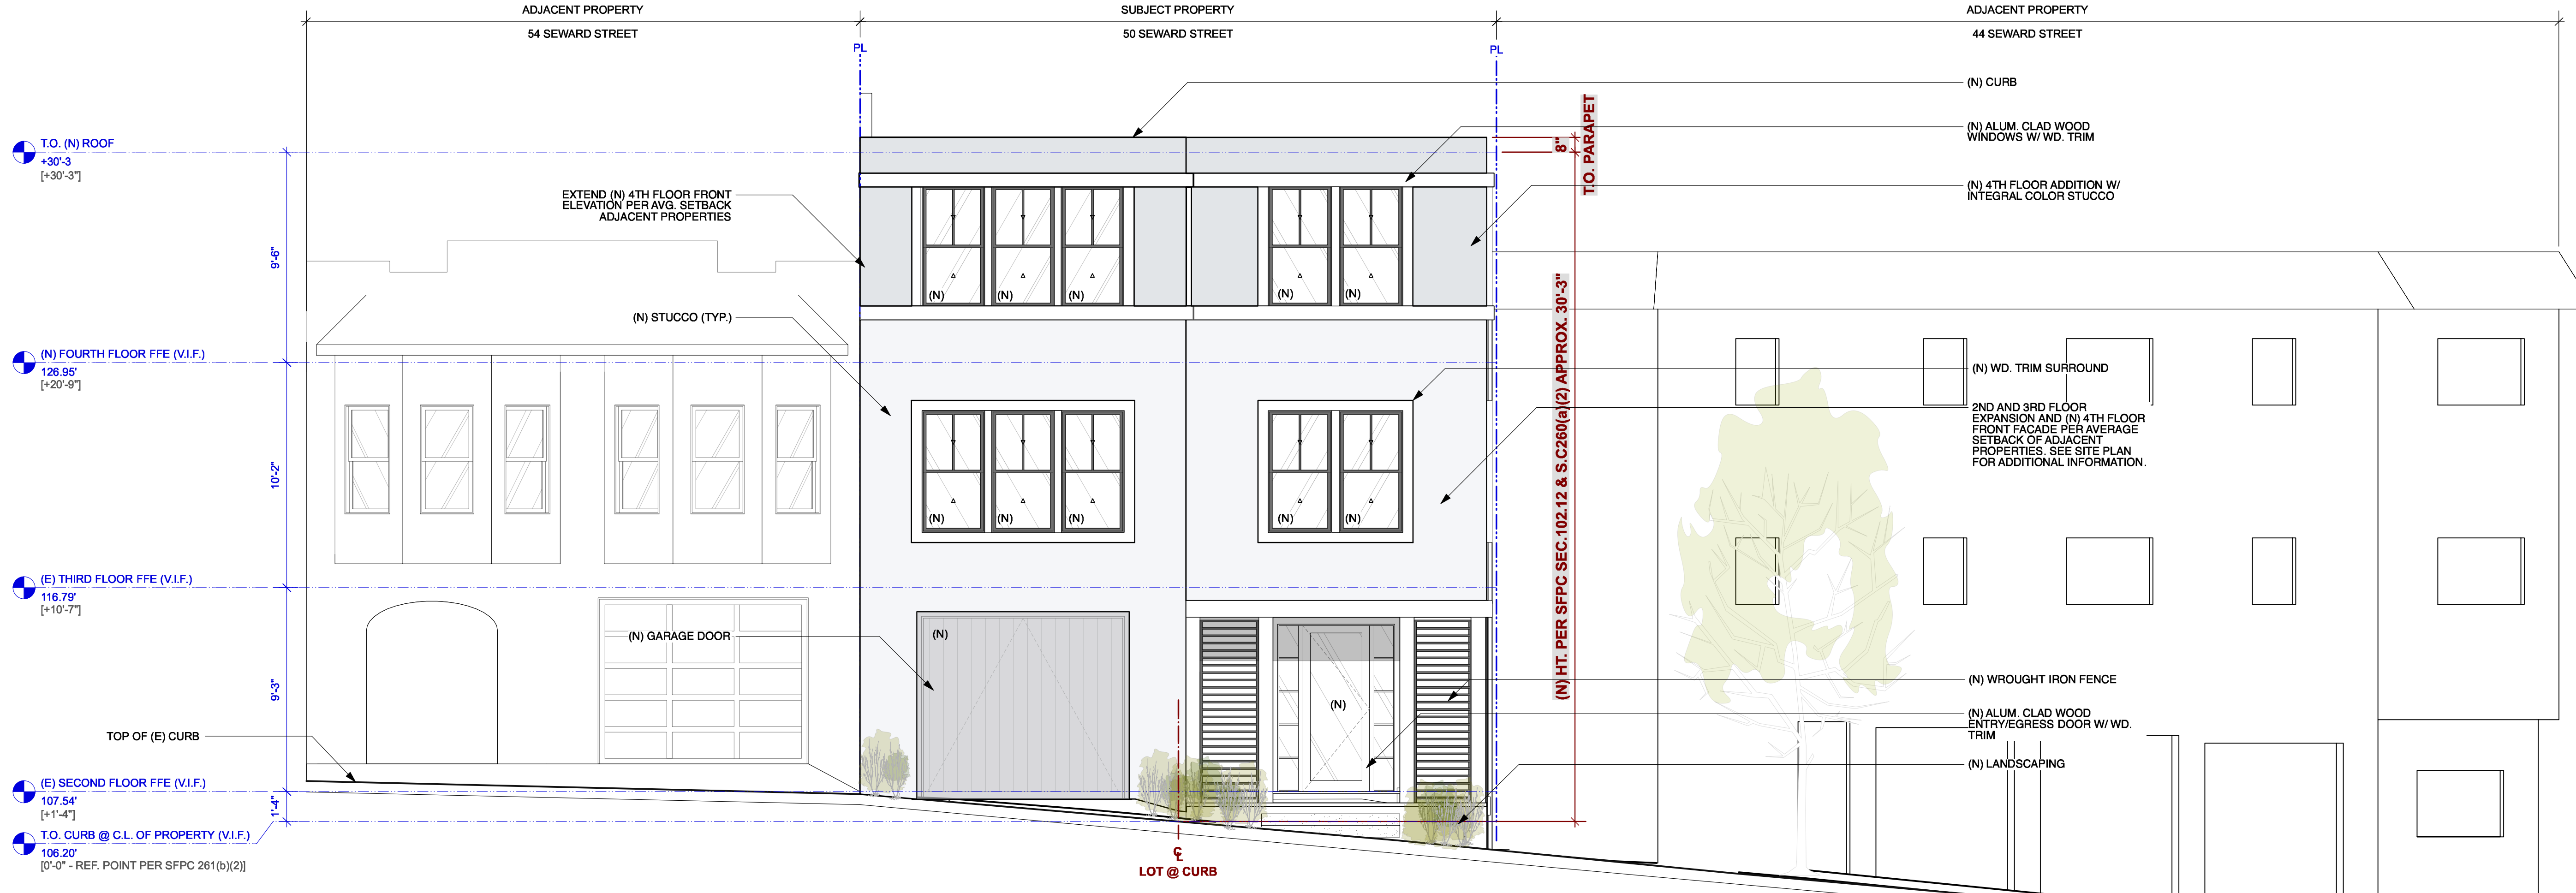 ADJACENT PROPERTY
54 SEWARD STREET
SUBJECT PROPERTY
50 SEWARD STREET
ADJACENT PROPERTY
44 SEWARD STREET
PL
PL
(N) CURB
(N) ALUM. CLAD WOOD
WINDOWS W/ WD. TRIM
(N) 4TH FLOOR ADDITION W/
INTEGRAL COLOR STUCCO
(N) WD. TRIM SURROUND
2ND AND 3RD FLOOR
EXPANSION AND (N) 4TH FLOOR
FRONT FACADE PER AVERAGE
SETBACK OF ADJACENT
PROPERTIES. SEE SITE PLAN
FOR ADDITIONAL INFORMATION.
(N) WROUGHT IRON FENCE
(N) ALUM. CLAD WOOD
ENTRY/EGRESS DOOR W/ WD.
TRIM
(N) LANDSCAPING
8"
T.O. PARAPET
(N) HT. PER SFPC SEC.102.12 & S.C260(a)(2) APPROX. 30'-3"
EXTEND (N) 4TH FLOOR FRONT
ELEVATION PER AVG. SETBACK
ADJACENT PROPERTIES
(N) STUCCO (TYP.)
(N) GARAGE DOOR
TOP OF (E) CURB
(N)
(N)
(N)
(N)
(N)
(N)
(N)
(N)
(N)
(N)
(N)
(N)
T.O. (N) ROOF
+30'-3
[+30'-3"]
9'-6"
(N) FOURTH FLOOR FFE (V.I.F.)
126.95'
[+20'-9"]
10'-2"
(E) THIRD FLOOR FFE (V.I.F.)
116.79'
[+10'-7"]
9'-3"
(E) SECOND FLOOR FFE (V.I.F.)
107.54'
[+1'-4"]
1'-4"
T.O. CURB @ C.L. OF PROPERTY (V.I.F.)
106.20'
[0'-0" - REF. POINT PER SFPC 261(b)(2)]
CL
LOT @ CURB